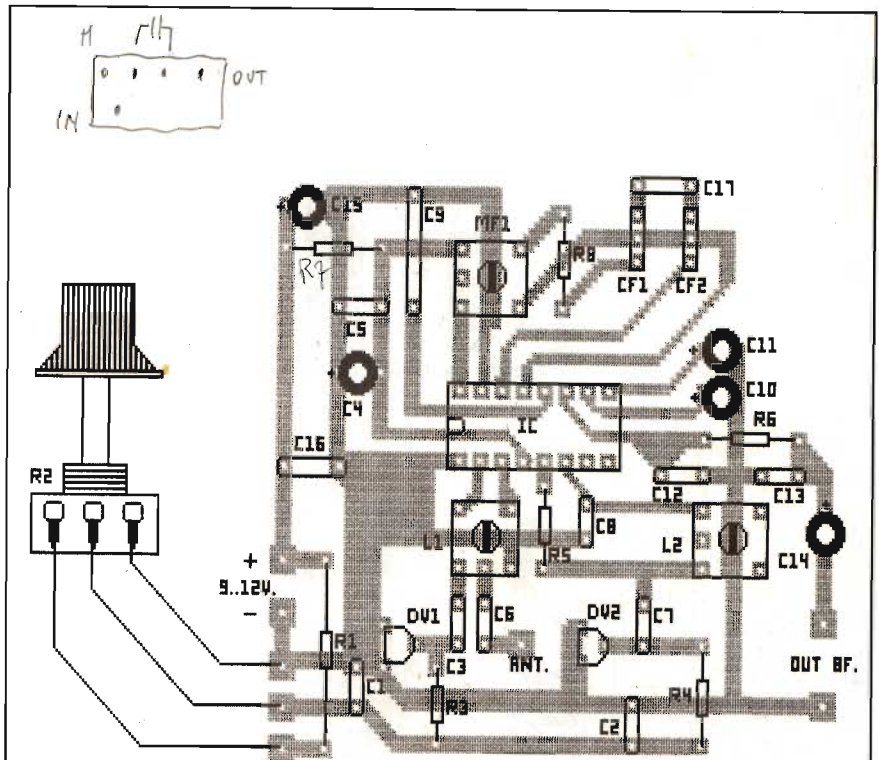 M
OUT
IN
+
C15
C9
MF1
C17
R8
R7
CF1
CF2
C5
+
C11
+
C4
IC
+
C10
R6
C16
R2
C12
C13
L1
R5
C8
L2
C14
+
9..12V.
-
DV1
C6
DV2
C7
R1
C3
ANT.
OUT BF.
C1
R3
C2
R4